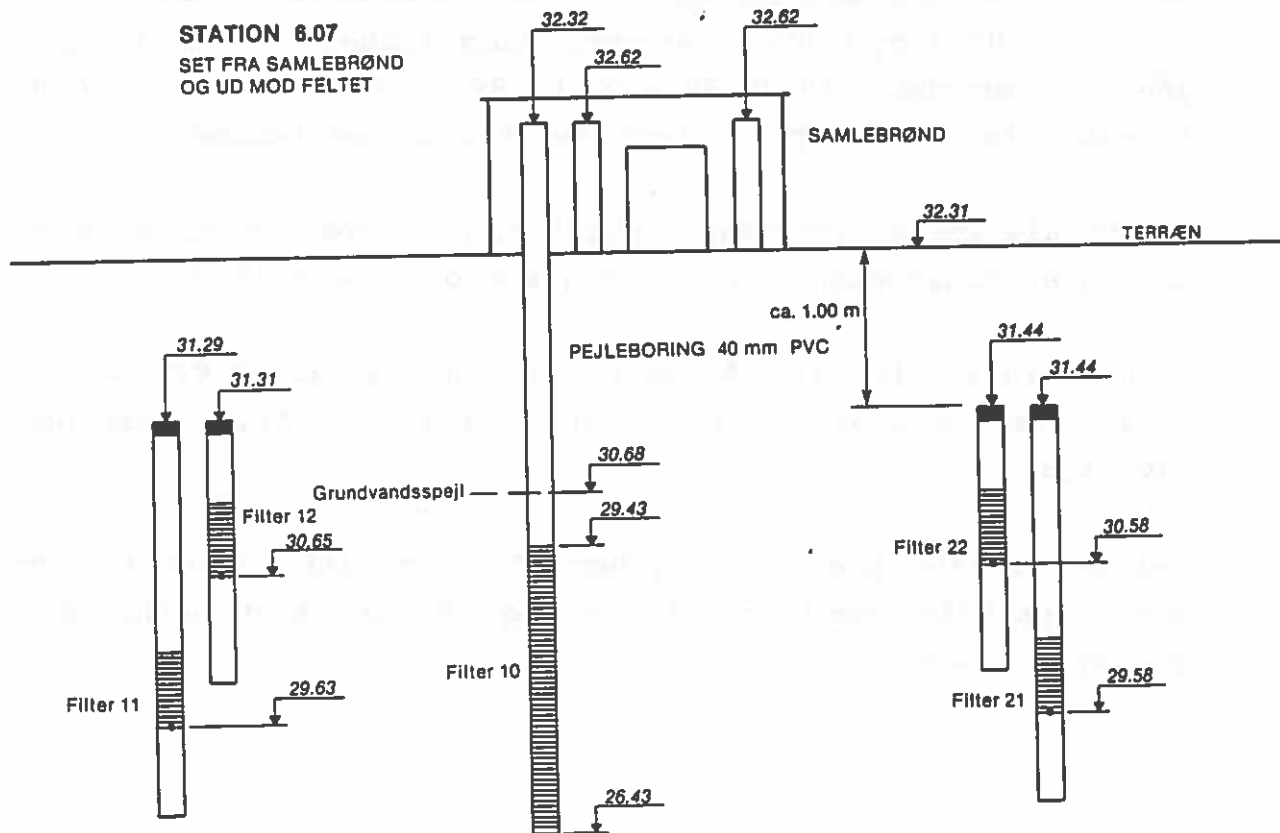 STATION 6.07
SET FRA SAMLEBRØND
OG UD MOD FELTET
32.32
32.62
32.62
SAMLEBRØND
32.31
TERRÆN
ca. 1.00 m
PEJLEBORING 40 mm PVC
31.29
31.31
31.44
31.44
Grundvandsspejl
30.68
29.43
Filter 12
30.65
Filter 22
30.58
Filter 10
Filter 11
29.63
Filter 21
29.58
26.43